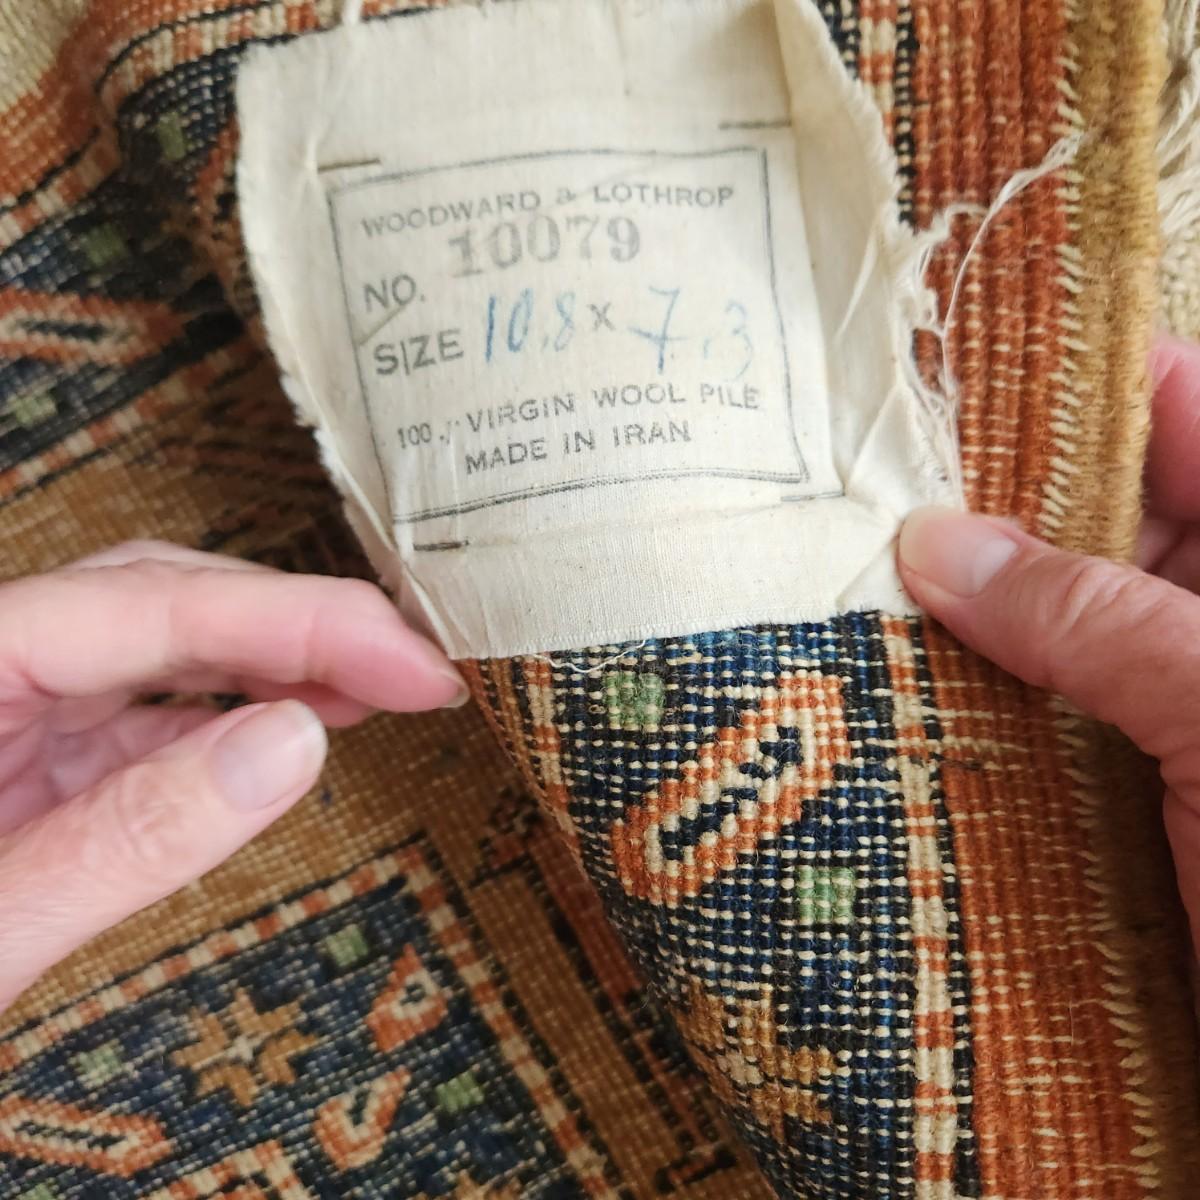 WOODWARD & LOTHROP
NO. 10079
SIZE 10.8 x 7.3
100% VIRGIN WOOL PILE
MADE IN IRAN